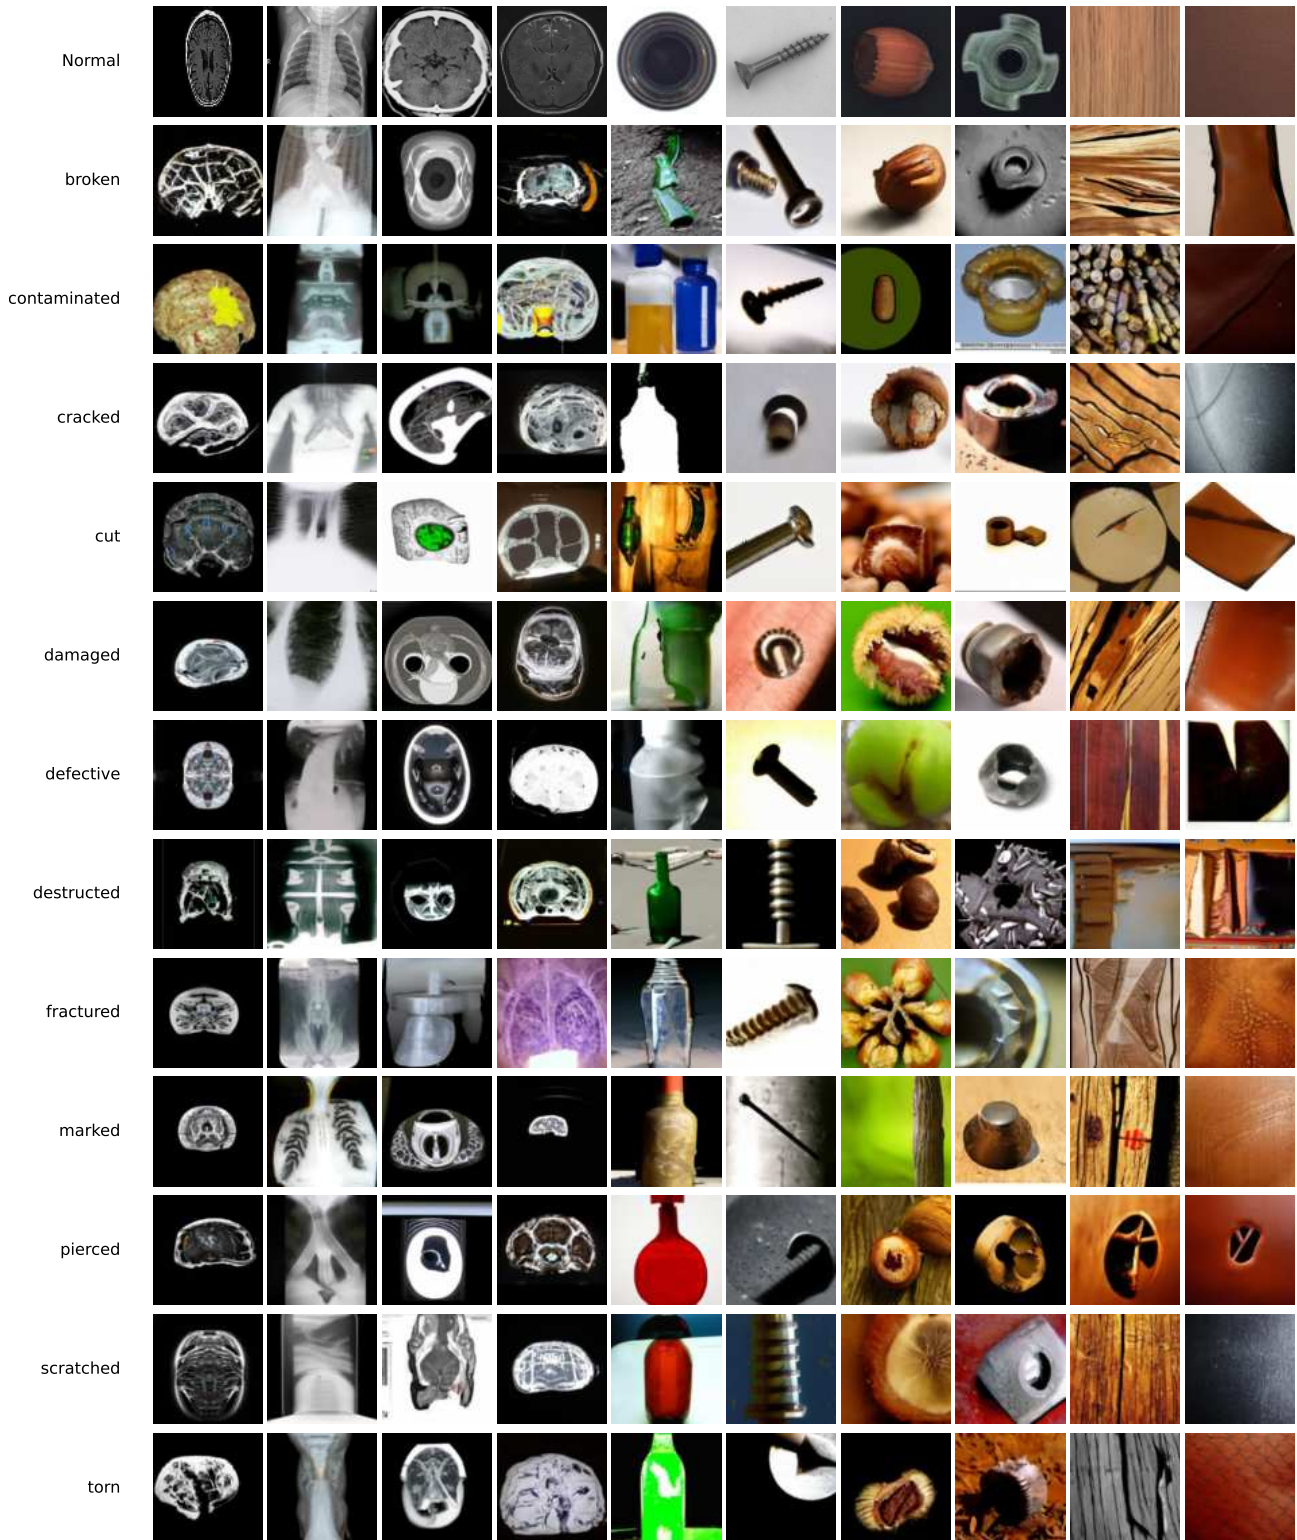 Normal
broken
contaminated
cracked
cut
damaged
defective
destructed
fractured
marked
pierced
scratched
torn